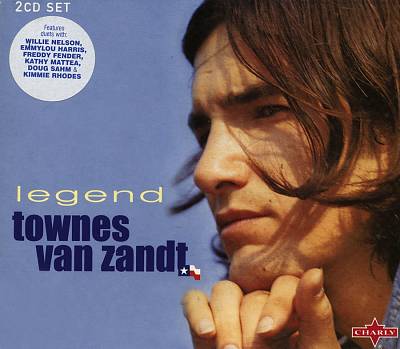 2CD SET
Features
duets with:
WILLIE NELSON,
EMMYLOU HARRIS,
FREDDY FENDER,
KATHY MATTEA,
DOUG SAHM &
KIMMIE RHODES
legend
townes
van zandt
CHARLY